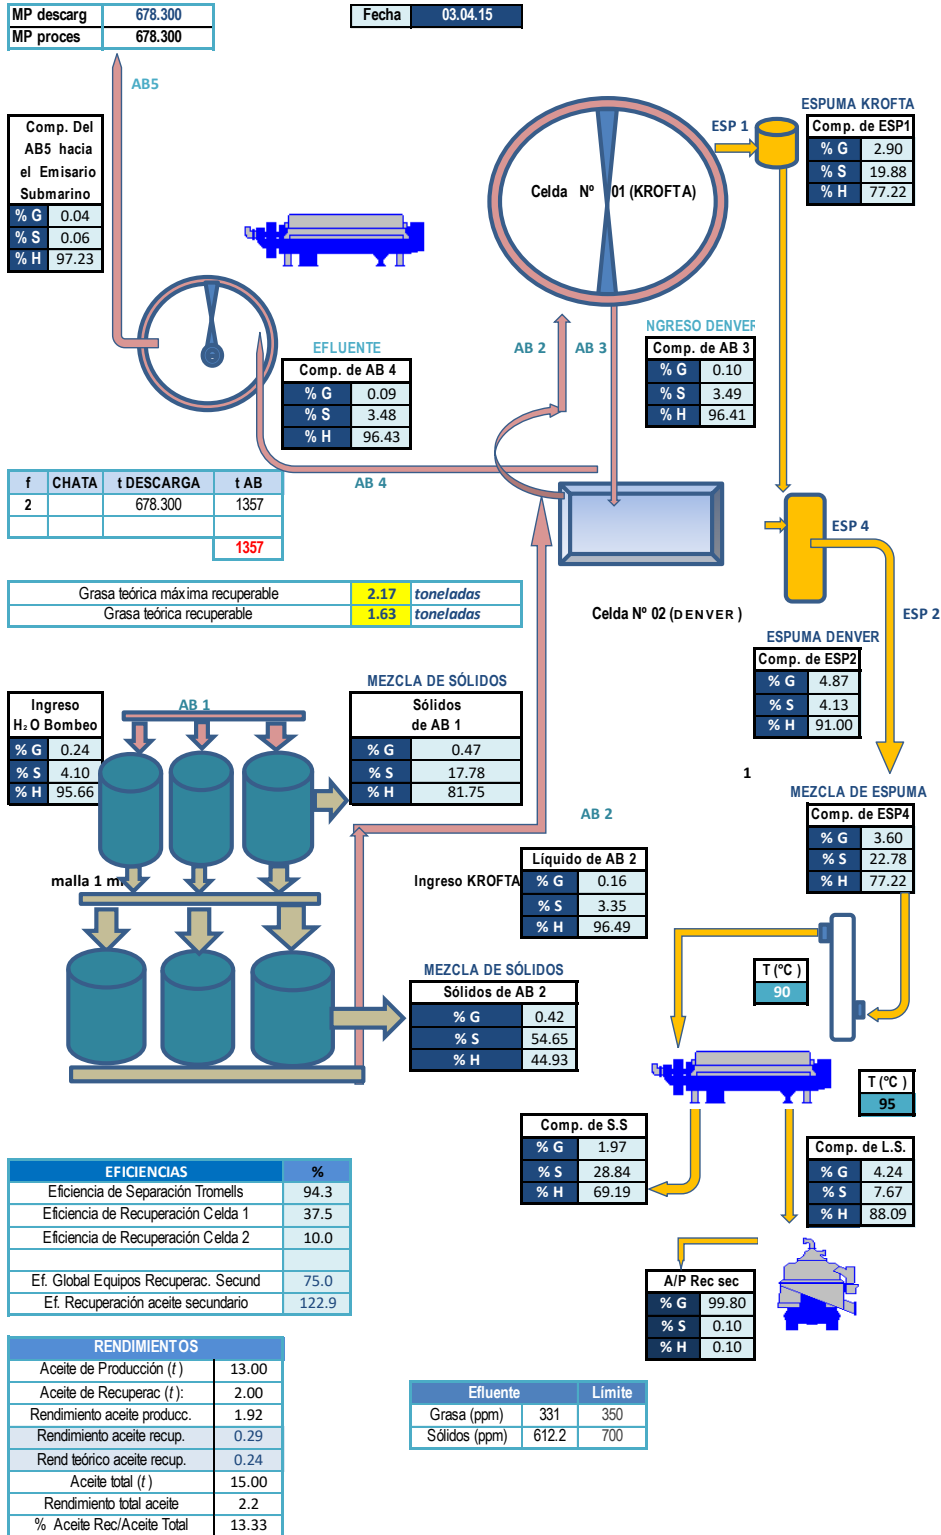 MP descarg 678.300
MP proces 678.300
Fecha 03.04.15
AB5
Comp. Del
AB5 hacia
el Emisario
Submarino
% G 0.04
% S 0.06
% H 97.23
Celda Nº 01 (KROFTA)
ESP 1
ESPUMA KROFTA
Comp. de ESP1
% G 2.90
% S 19.88
% H 77.22
EFLUENTE
Comp. de AB 4
% G 0.09
% S 3.48
% H 96.43
AB 2 AB 3
NGRESO DENVER
Comp. de AB 3
% G 0.10
% S 3.49
% H 96.41
AB 4
f CHATA t DESCARGA t AB
2 678.300 1357
1357
ESP 4
ESP 2
Grasa teórica máxima recuperable 2.17 toneladas
Grasa teórica recuperable 1.63 toneladas
Celda Nº 02 (DENVER )
ESPUMA DENVER
Comp. de ESP2
% G 4.87
% S 4.13
% H 91.00
Ingreso
H₂O Bombeo
% G 0.24
% S 4.10
% H 95.66
AB 1
MEZCLA DE SÓLIDOS
Sólidos
de AB 1
% G 0.47
% S 17.78
% H 81.75
1
AB 2
MEZCLA DE ESPUMA
Comp. de ESP4
% G 3.60
% S 22.78
% H 77.22
malla 1 m
Ingreso KROFTA
Líquido de AB 2
% G 0.16
% S 3.35
% H 96.49
MEZCLA DE SÓLIDOS
Sólidos de AB 2
% G 0.42
% S 54.65
% H 44.93
T (ºC )
90
T (ºC )
95
Comp. de S.S
% G 1.97
% S 28.84
% H 69.19
Comp. de L.S.
% G 4.24
% S 7.67
% H 88.09
EFICIENCIAS %
Eficiencia de Separación Tromells 94.3
Eficiencia de Recuperación Celda 1 37.5
Eficiencia de Recuperación Celda 2 10.0
Ef. Global Equipos Recuperac. Secund 75.0
Ef. Recuperación aceite secundario 122.9
A/P Rec sec
% G 99.80
% S 0.10
% H 0.10
RENDIMIENTOS
Aceite de Producción (t ) 13.00
Aceite de Recuperac (t ): 2.00
Rendimiento aceite producc. 1.92
Rendimiento aceite recup. 0.29
Rend teórico aceite recup. 0.24
Aceite total (t ) 15.00
Rendimiento total aceite 2.2
% Aceite Rec/Aceite Total 13.33
Efluente Límite
Grasa (ppm) 331 350
Sólidos (ppm) 612.2 700